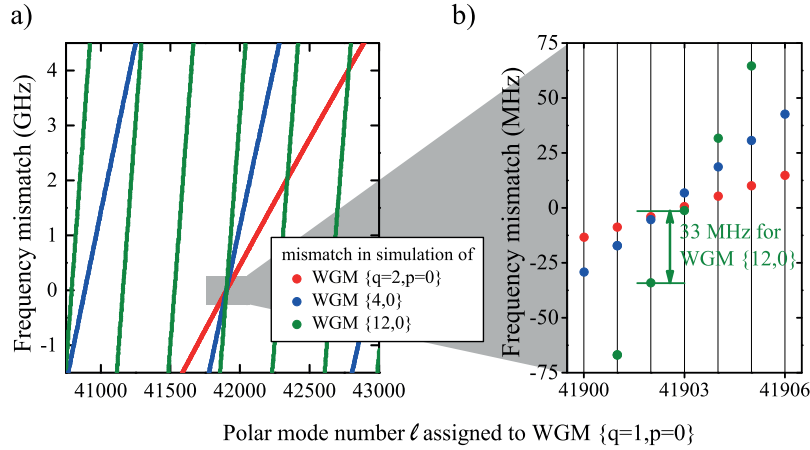 a)
Frequency mismatch (GHz)
4
3
2
1
0
-1
41000
41500
42000
42500
43000
mismatch in simulation of
WGM {q=2,p=0}
WGM {4,0}
WGM {12,0}
b)
Frequency mismatch (MHz)
75
50
25
0
-25
-50
-75
41900
41903
41906
33 MHz for
WGM {12,0}
Polar mode number ℓ assigned to WGM {q=1,p=0}